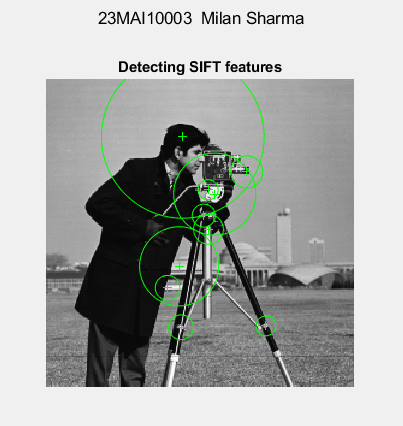 23MAI10003 Milan Sharma
Detecting SIFT features